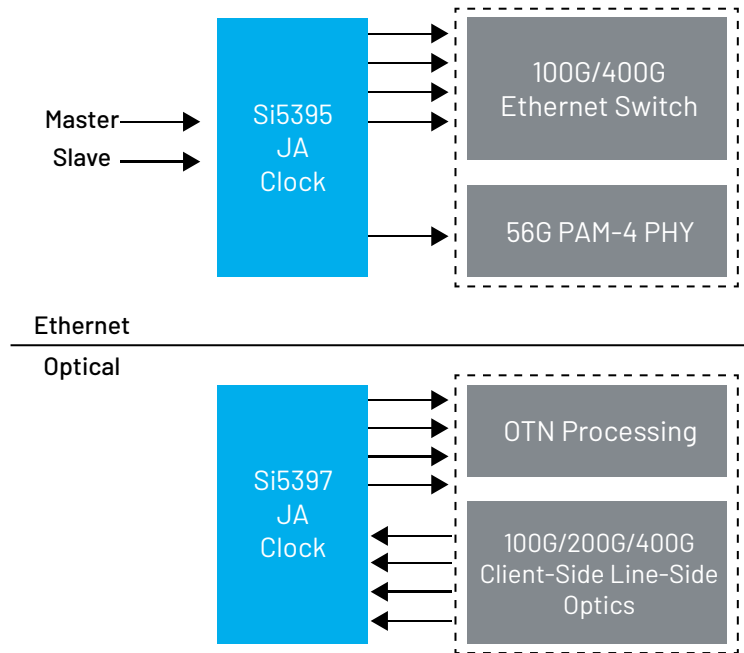 Master
Slave
Si5395
JA
Clock
100G/400G
Ethernet Switch
56G PAM-4 PHY
Ethernet
Optical
Si5397
JA
Clock
OTN Processing
100G/200G/400G
Client-Side Line-Side
Optics